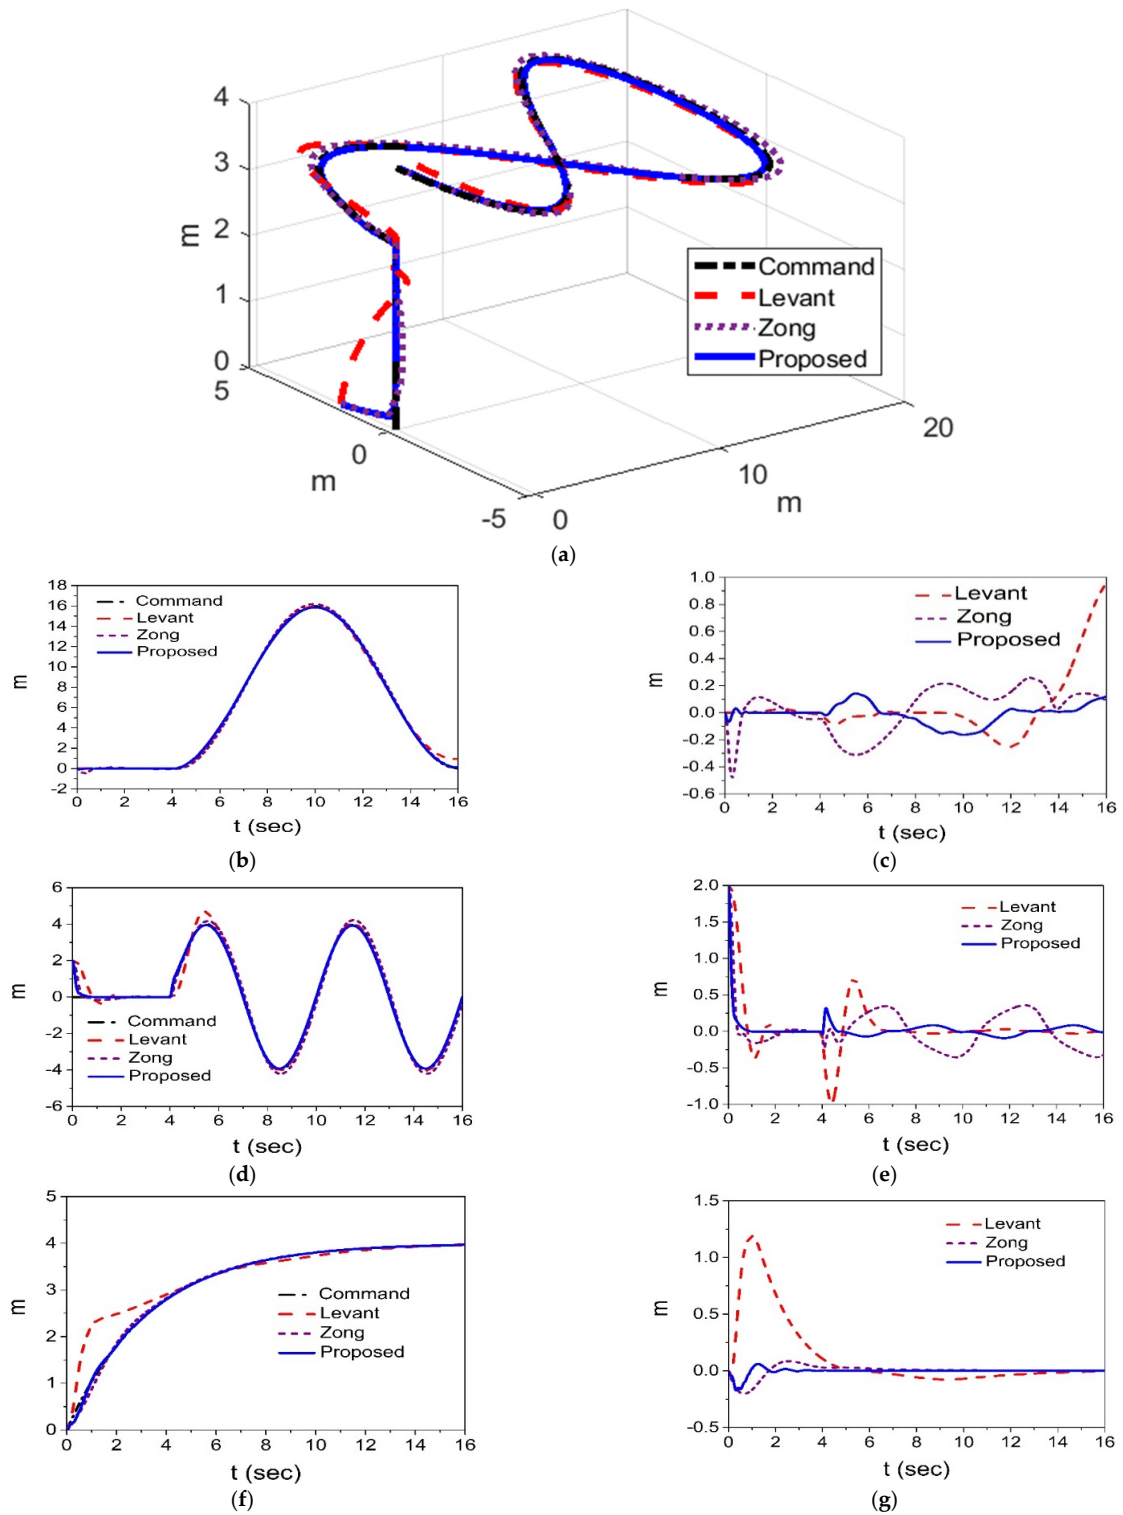 4
3
2
1
0
5
0
-5
0
10
20
m
m
m
Command
Levant
Zong
Proposed
(a)
18
16
14
12
10
8
6
4
2
0
-2
0 2 4 6 8 10 12 14 16
m
t (sec)
Command
Levant
Zong
Proposed
(b)
1.0
0.8
0.6
0.4
0.2
0.0
-0.2
-0.4
-0.6
0 2 4 6 8 10 12 14 16
m
t (sec)
Levant
Zong
Proposed
(c)
6
4
2
0
-2
-4
-6
0 2 4 6 8 10 12 14 16
m
t (sec)
Command
Levant
Zong
Proposed
(d)
2.0
1.5
1.0
0.5
0.0
-0.5
-1.0
0 2 4 6 8 10 12 14 16
m
t (sec)
Levant
Zong
Proposed
(e)
5
4
3
2
1
0
0 2 4 6 8 10 12 14 16
m
t (sec)
Command
Levant
Zong
Proposed
(f)
1.5
1.0
0.5
0.0
-0.5
0 2 4 6 8 10 12 14 16
m
t (sec)
Levant
Zong
Proposed
(g)